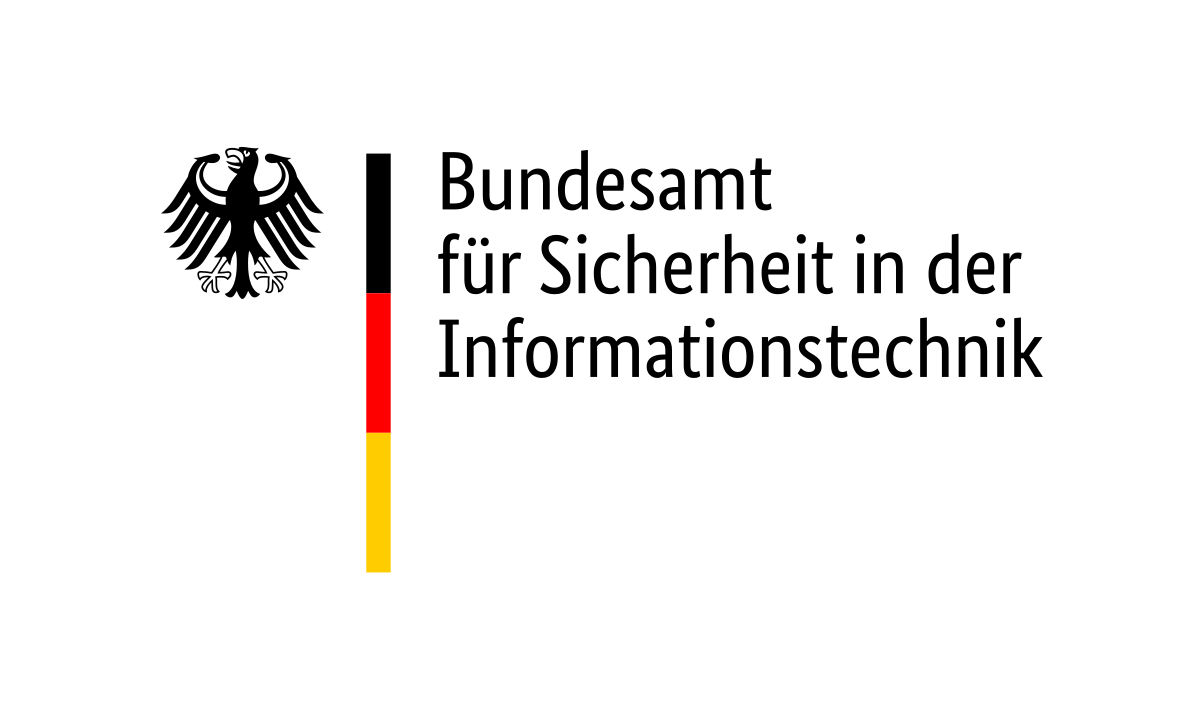 Bundesamt
für Sicherheit in der
Informationstechnik